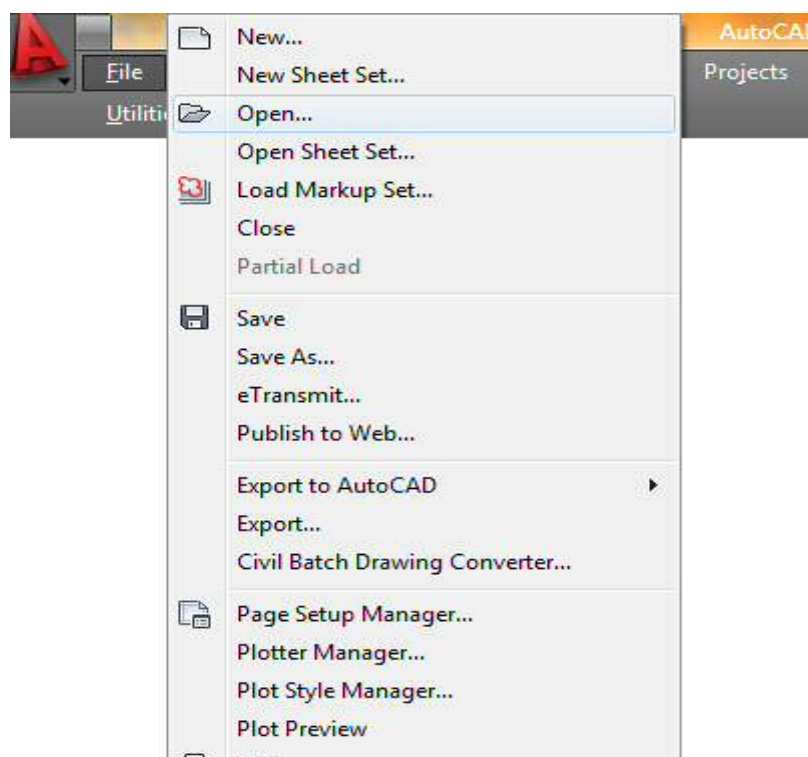 AutoCA
File
Projects
Utiliti
New...
New Sheet Set...
Open...
Open Sheet Set...
Load Markup Set...
Close
Partial Load
Save
Save As...
eTransmit...
Publish to Web...
Export to AutoCAD
Export...
Civil Batch Drawing Converter...
Page Setup Manager...
Plotter Manager...
Plot Style Manager...
Plot Preview